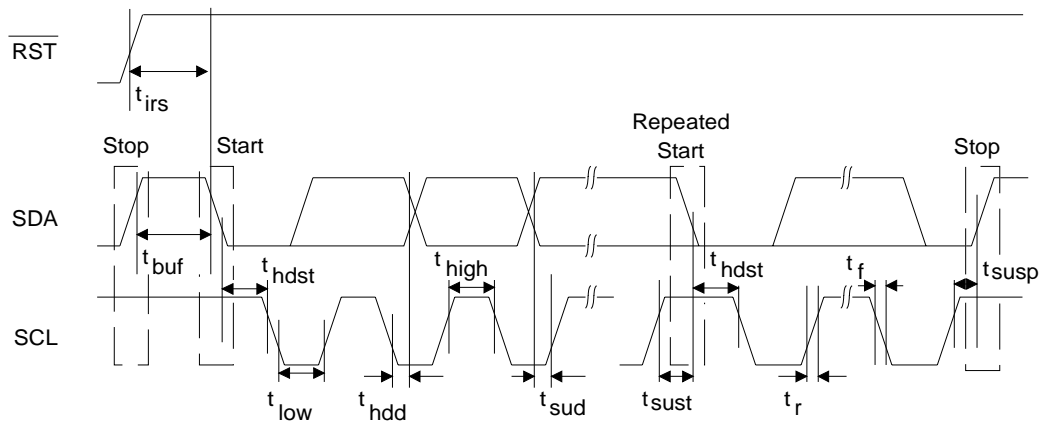 RST
t irs
Repeated
Stop Start Start Stop
SDA
t buf t hdst t high t hdst t f t susp
SCL
t low t hdd t sud t sust t r